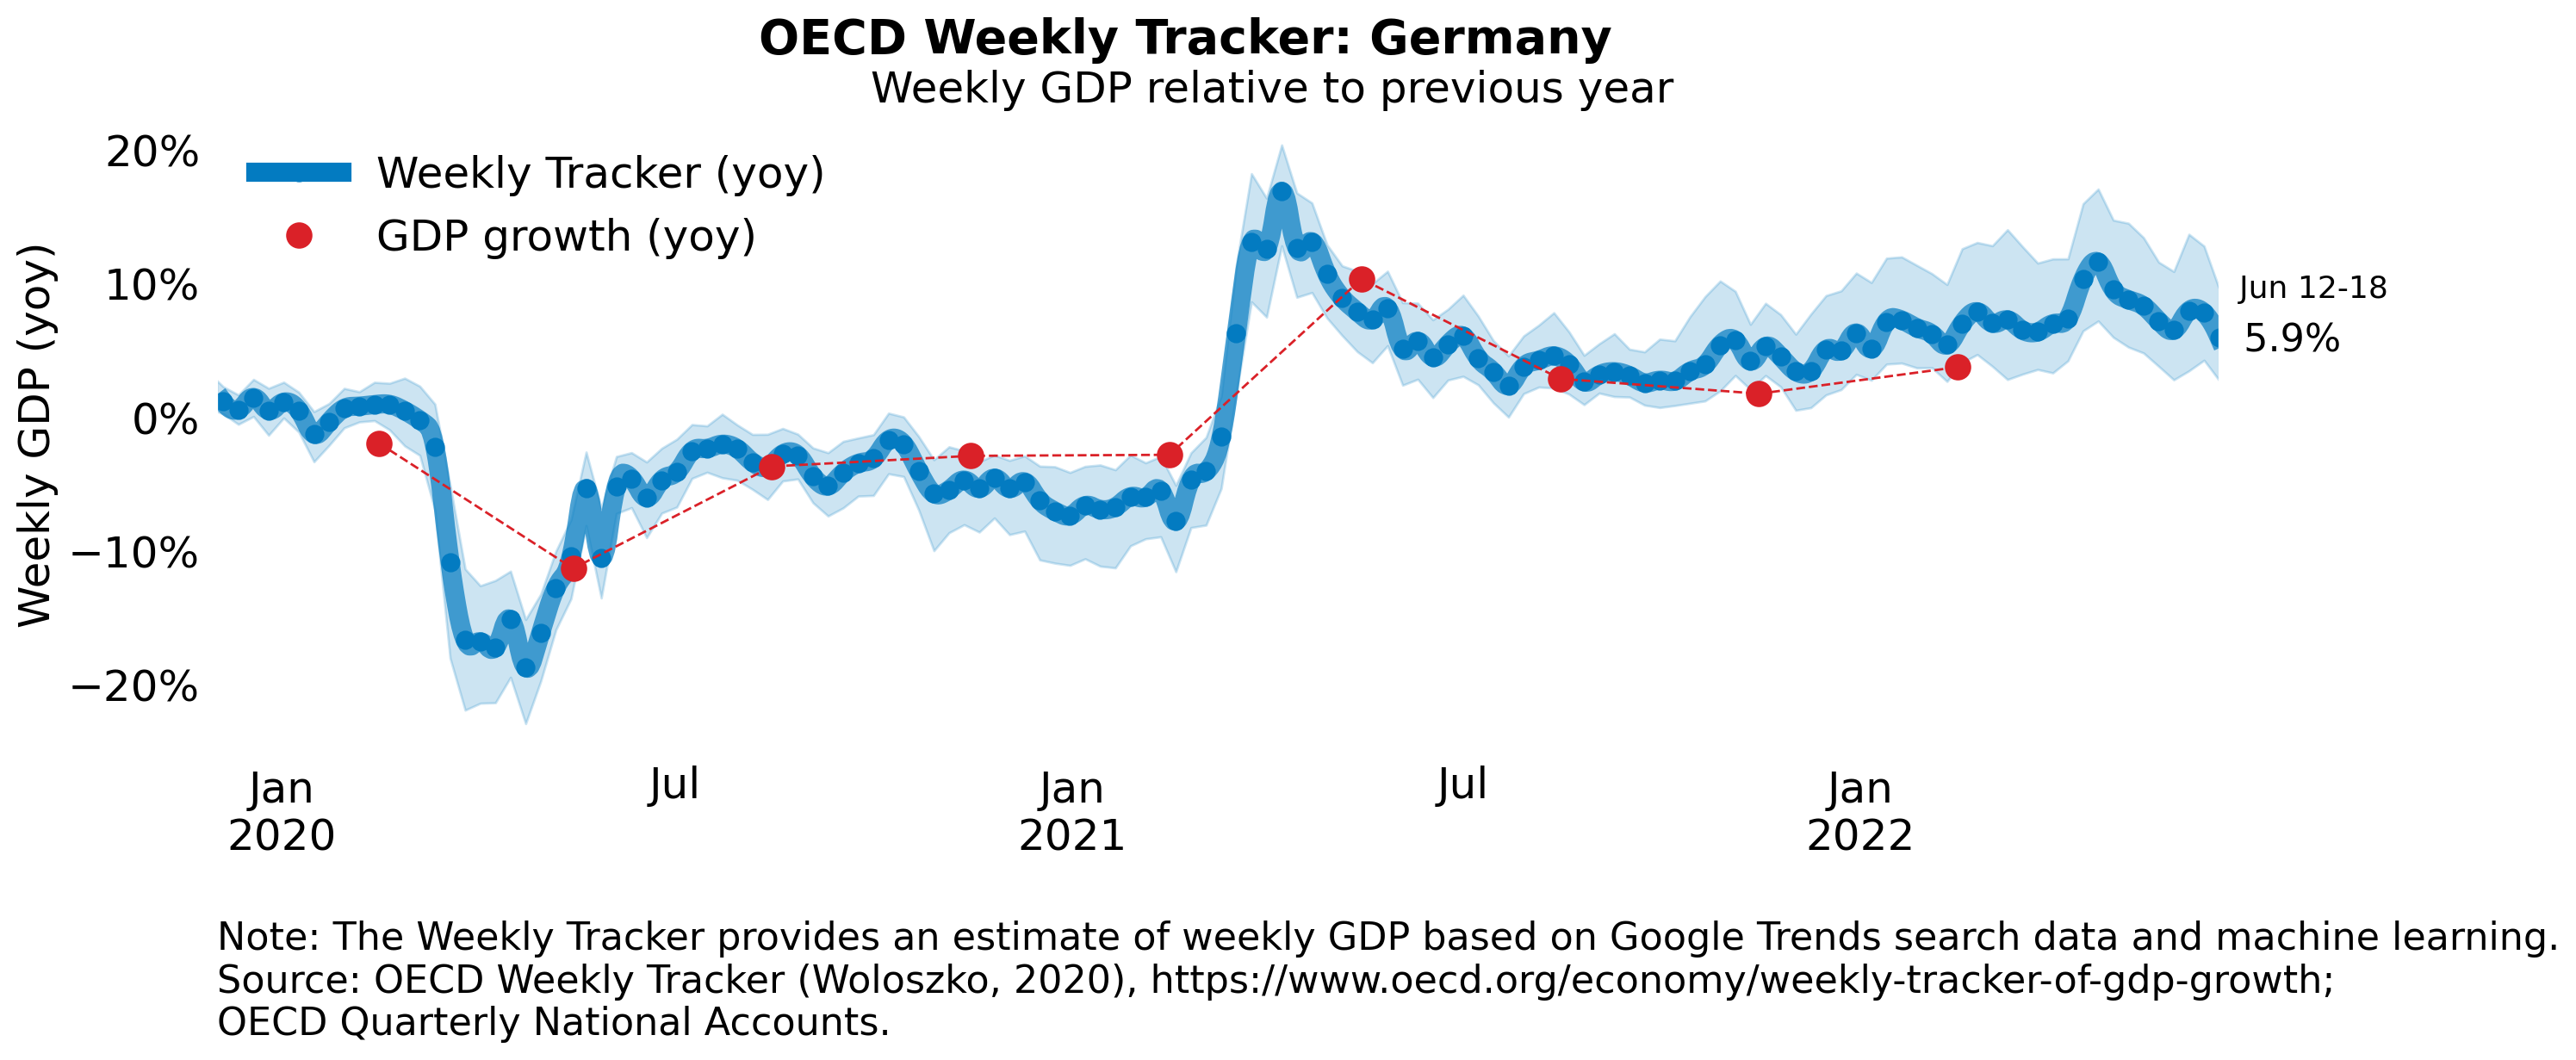 OECD Weekly Tracker: Germany
Weekly GDP relative to previous year
Weekly Tracker (yoy)
GDP growth (yoy)
Weekly GDP (yoy)
20%
10%
0%
−10%
−20%
Jun 12-18
5.9%
Jan
2020
Jul
Jan
2021
Jul
Jan
2022
Note: The Weekly Tracker provides an estimate of weekly GDP based on Google Trends search data and machine learning.
Source: OECD Weekly Tracker (Woloszko, 2020), https://www.oecd.org/economy/weekly-tracker-of-gdp-growth;
OECD Quarterly National Accounts.